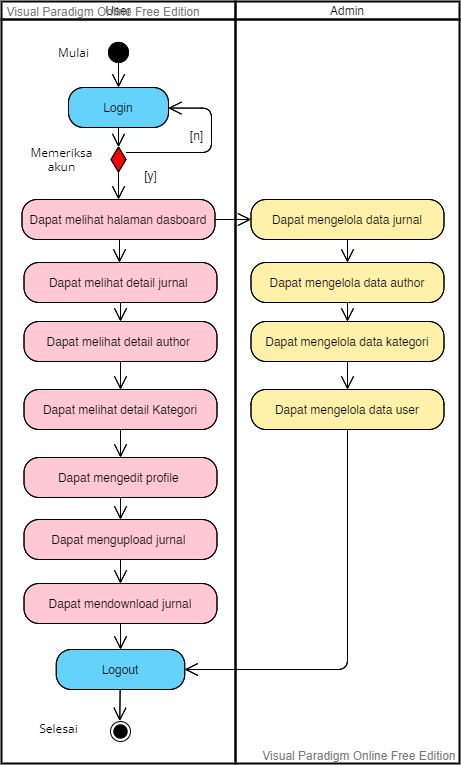 Visual Paradigm Online Free Edition
User
Admin
Mulai
Login
[n]
Memeriksa
akun
[y]
Dapat melihat halaman dasboard
Dapat mengelola data jurnal
Dapat melihat detail jurnal
Dapat mengelola data author
Dapat melihat detail author
Dapat mengelola data kategori
Dapat melihat detail Kategori
Dapat mengelola data user
Dapat mengedit profile
Dapat mengupload jurnal
Dapat mendownload jurnal
Logout
Selesai
Visual Paradigm Online Free Edition